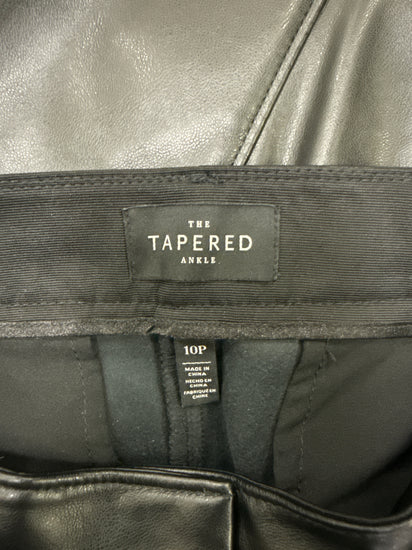 THE
TAPERED
ANKLE
10P
MADE IN
CHINA
HECHO EN
CHINA
FABRIQUÉ EN
CHINE